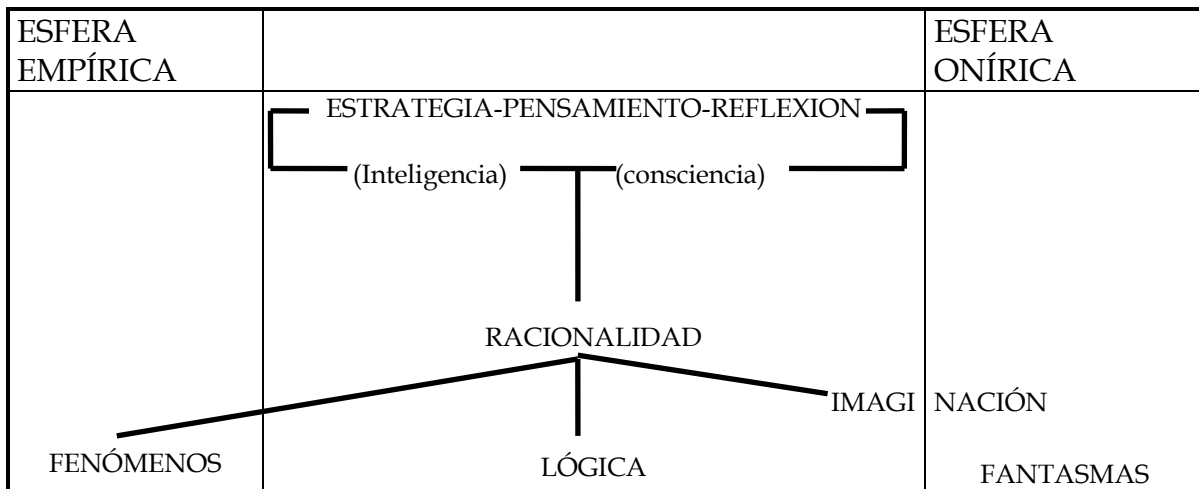 ESFERA
EMPÍRICA
ESFERA
ONÍRICA
ESTRATEGIA-PENSAMIENTO-REFLEXION
(Inteligencia) (consciencia)
RACIONALIDAD
IMAGI NACIÓN
FENÓMENOS LÓGICA FANTASMAS